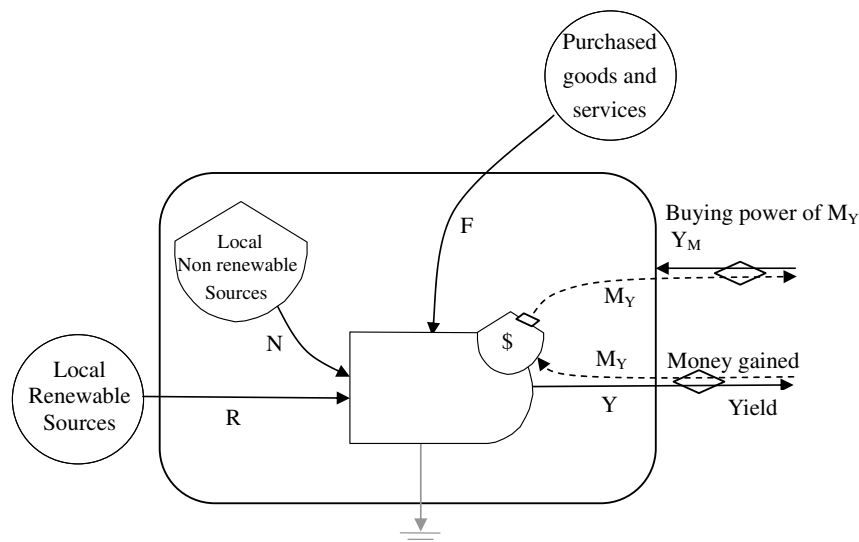 Purchased
goods and
services
Buying power of MY
YM
F
Local
Non renewable
Sources
MY
$
N
MY
Money gained
Local
Renewable
Sources
R
Y
Yield